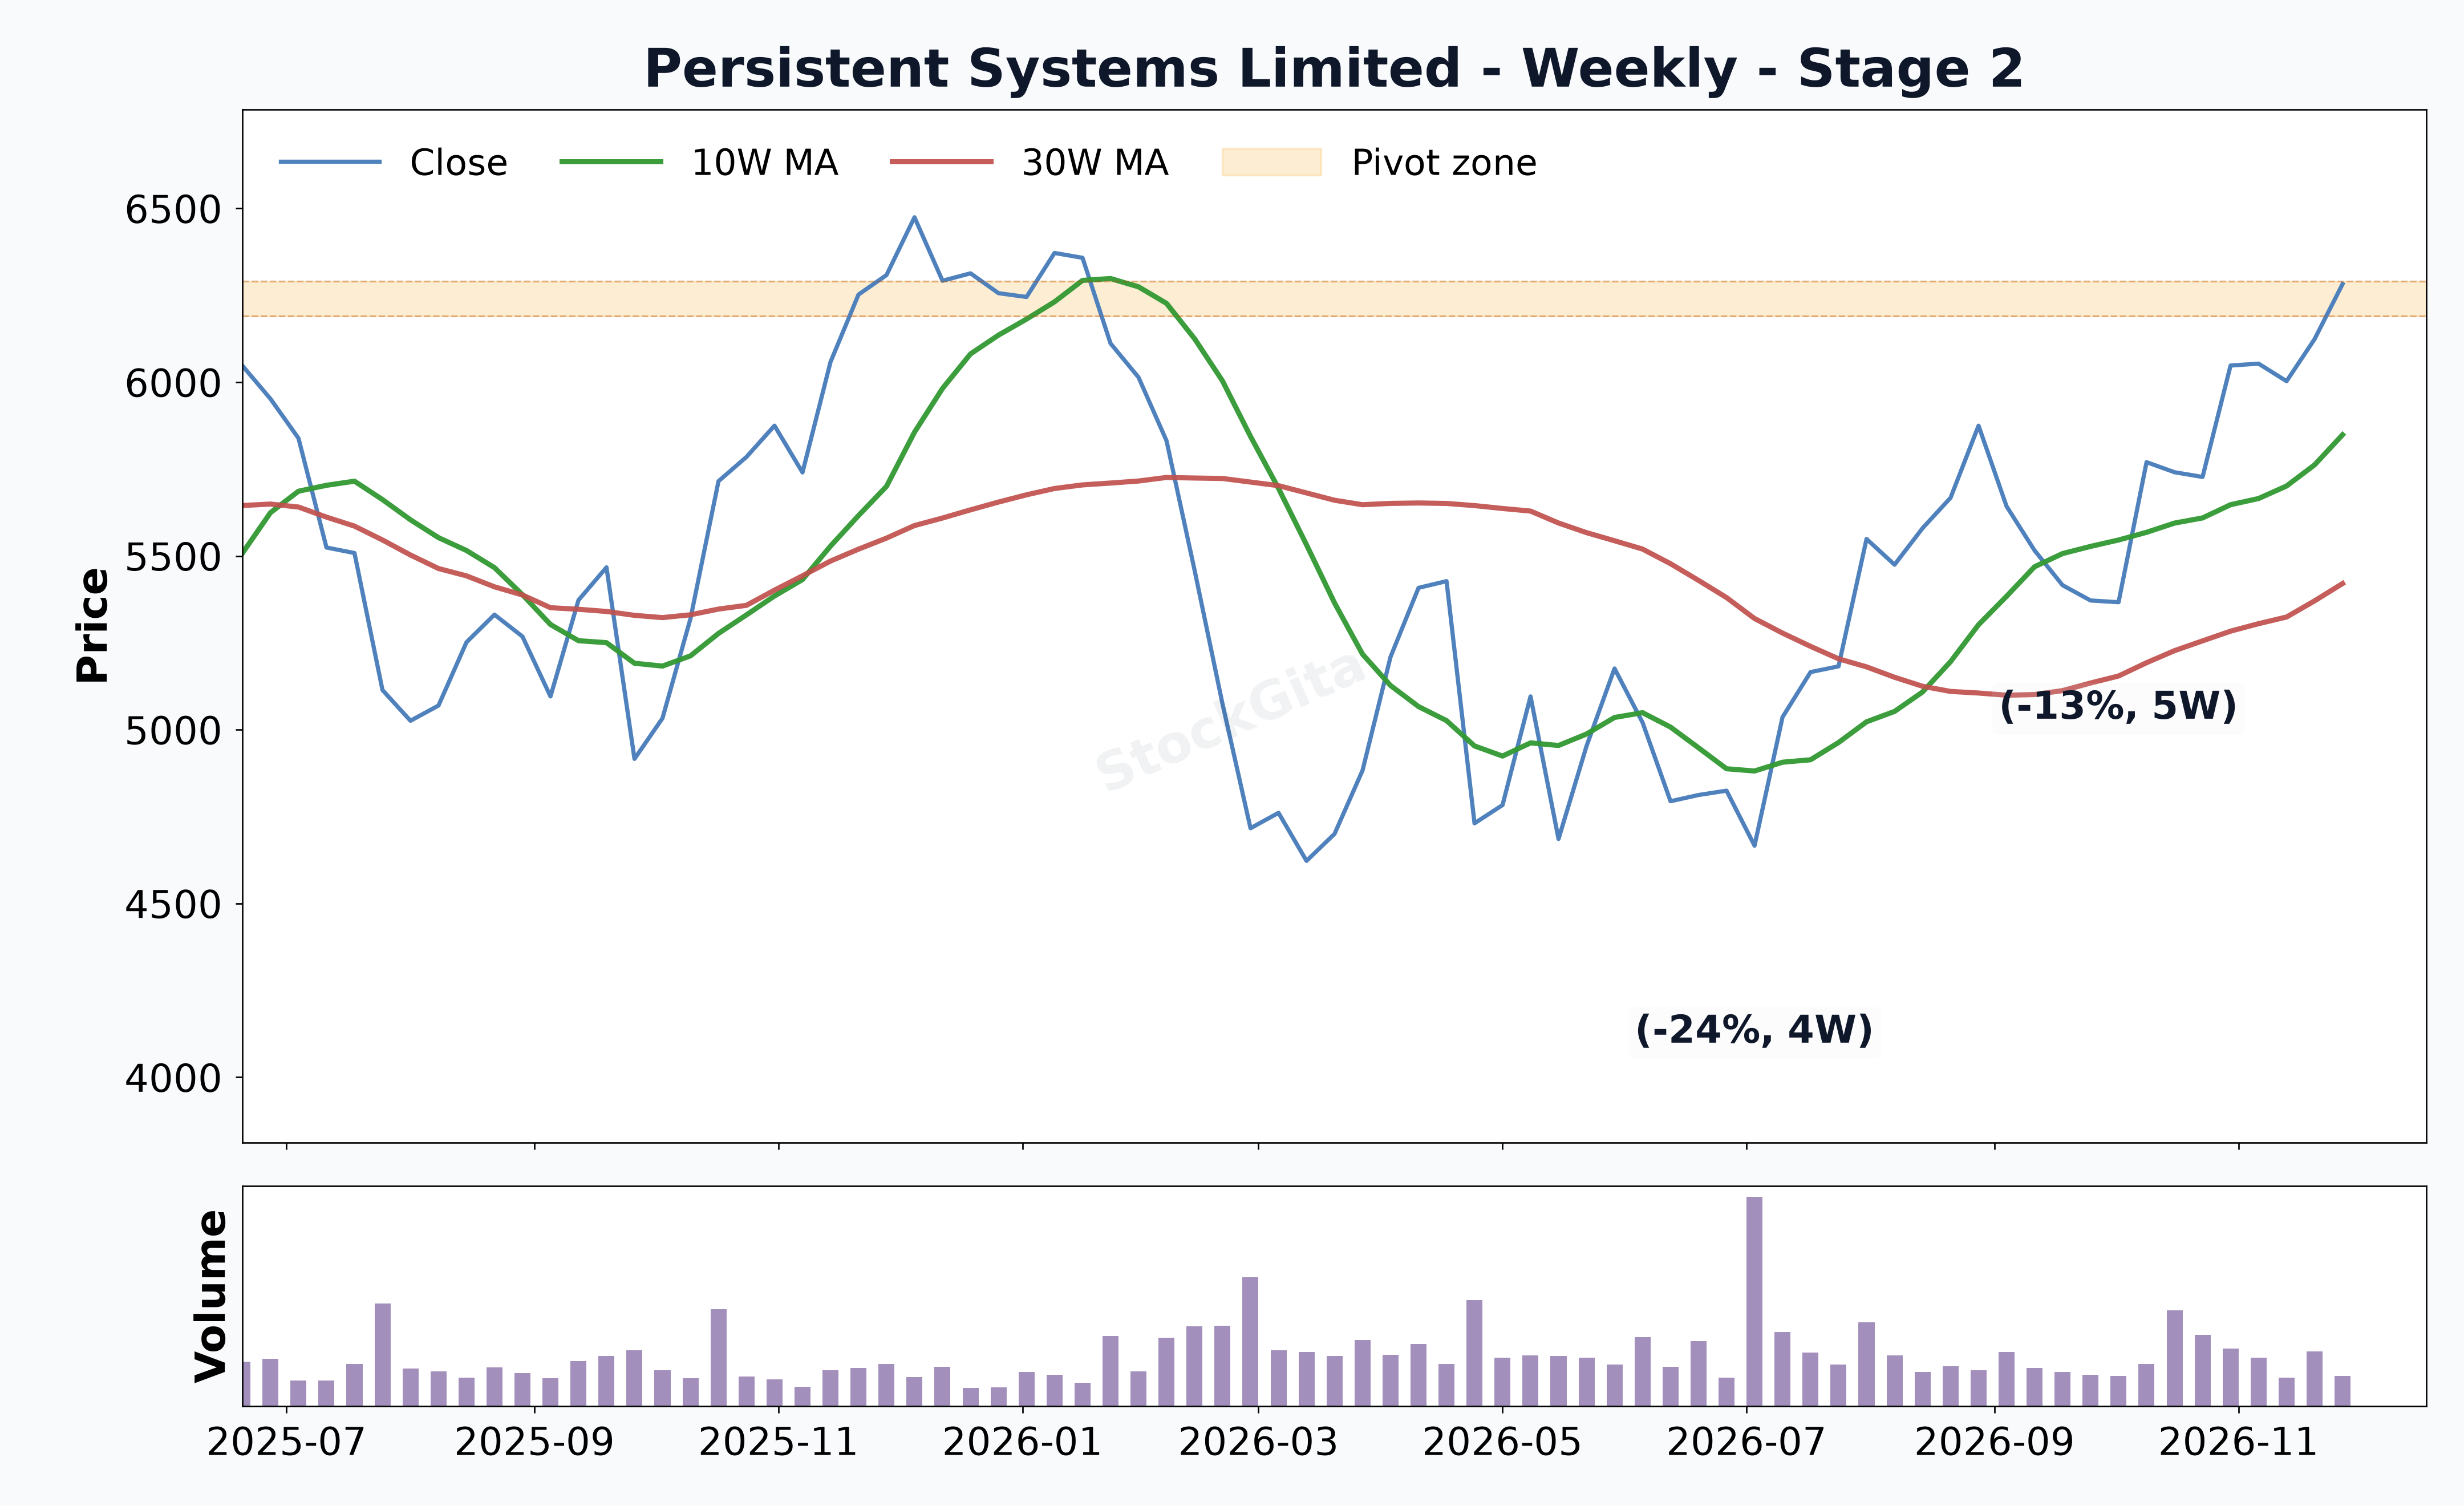 Persistent Systems Limited - Weekly - Stage 2
Close 10W MA 30W MA Pivot zone
6500
6000
5500
5000
4500
4000
Price
StockGita
(-13%, 5W)
(-24%, 4W)
Volume
2025-07 2025-09 2025-11 2026-01 2026-03 2026-05 2026-07 2026-09 2026-11